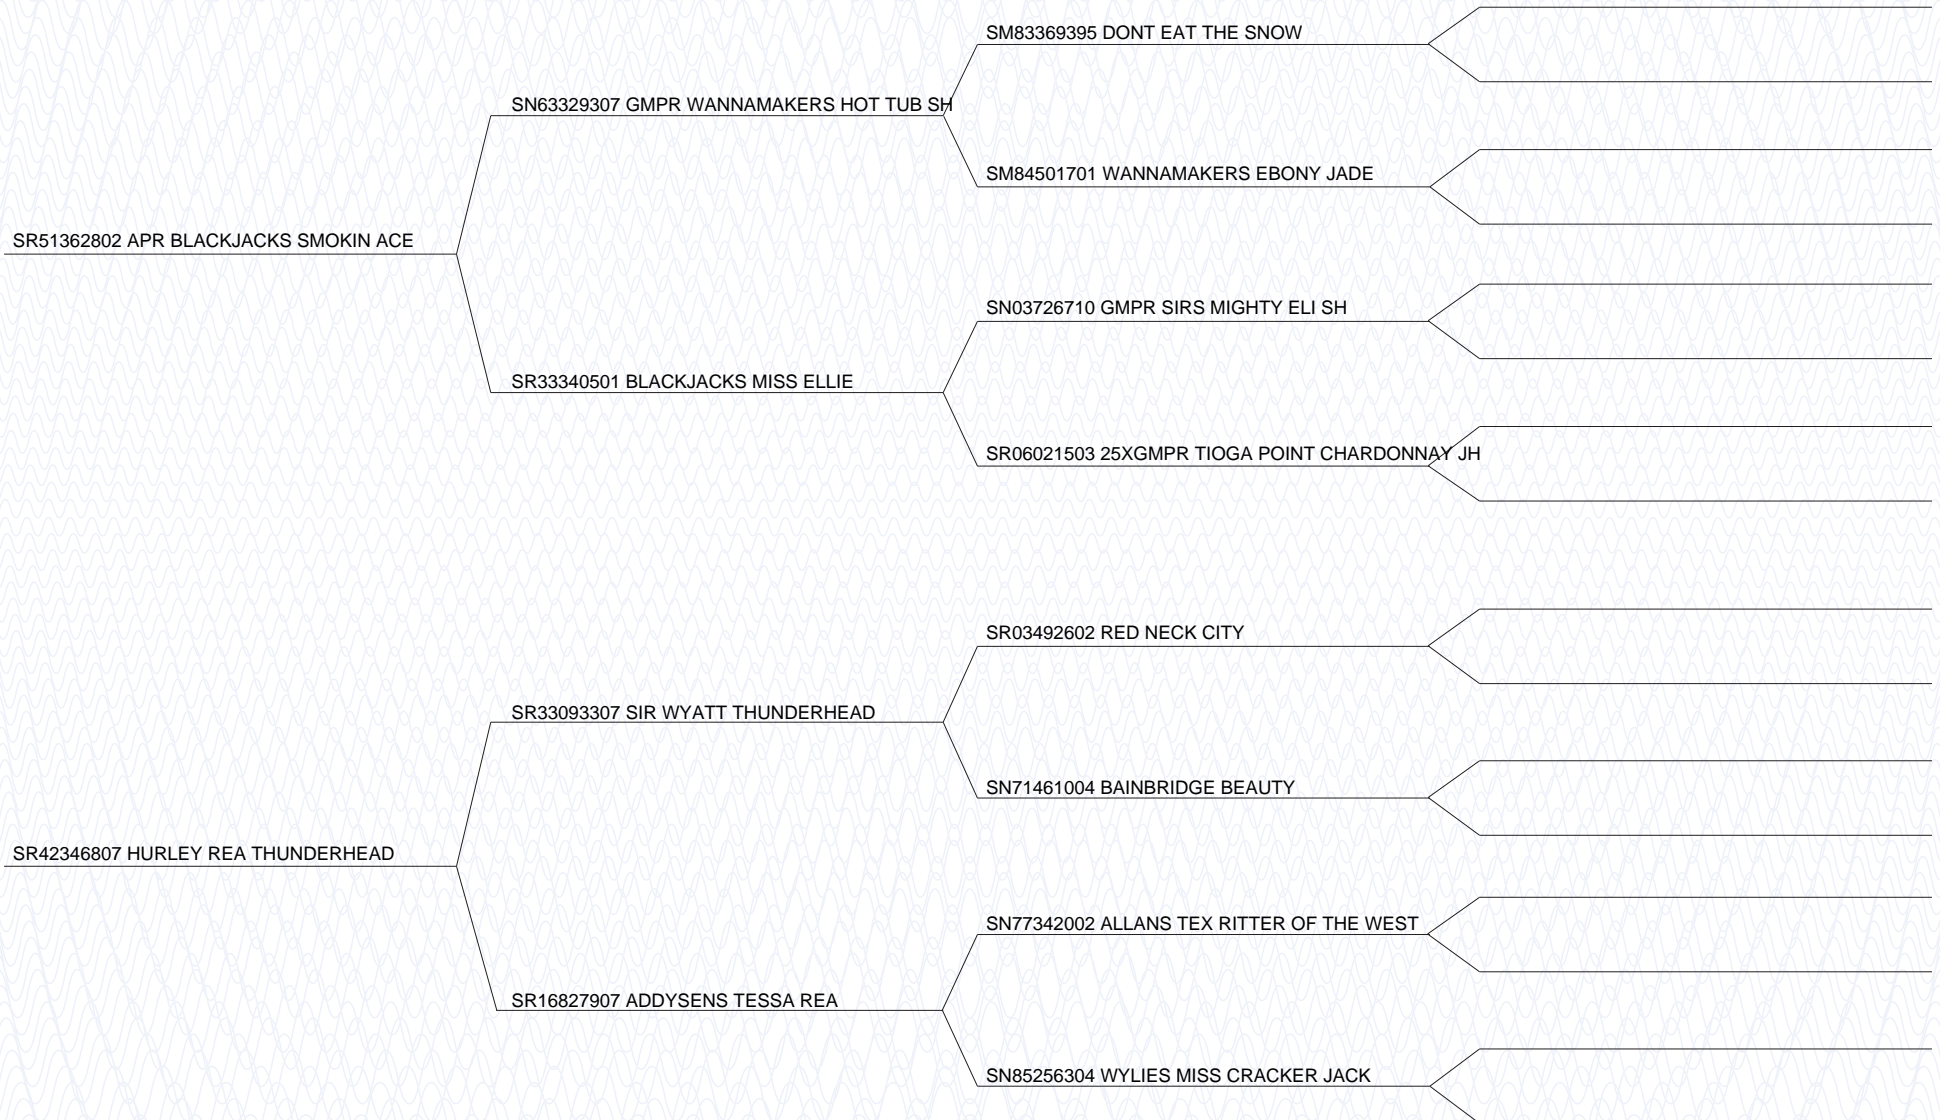 SM83369395 DONT EAT THE SNOW
SN63329307 GMPR WANNAMAKERS HOT TUB SH
SM84501701 WANNAMAKERS EBONY JADE
SR51362802 APR BLACKJACKS SMOKIN ACE
SN03726710 GMPR SIRS MIGHTY ELI SH
SR33340501 BLACKJACKS MISS ELLIE
SR06021503 25XGMPR TIOGA POINT CHARDONNAY JH
SR03492602 RED NECK CITY
SR33093307 SIR WYATT THUNDERHEAD
SN71461004 BAINBRIDGE BEAUTY
SR42346807 HURLEY REA THUNDERHEAD
SN77342002 ALLANS TEX RITTER OF THE WEST
SR16827907 ADDYSENS TESSA REA
SN85256304 WYLIES MISS CRACKER JACK